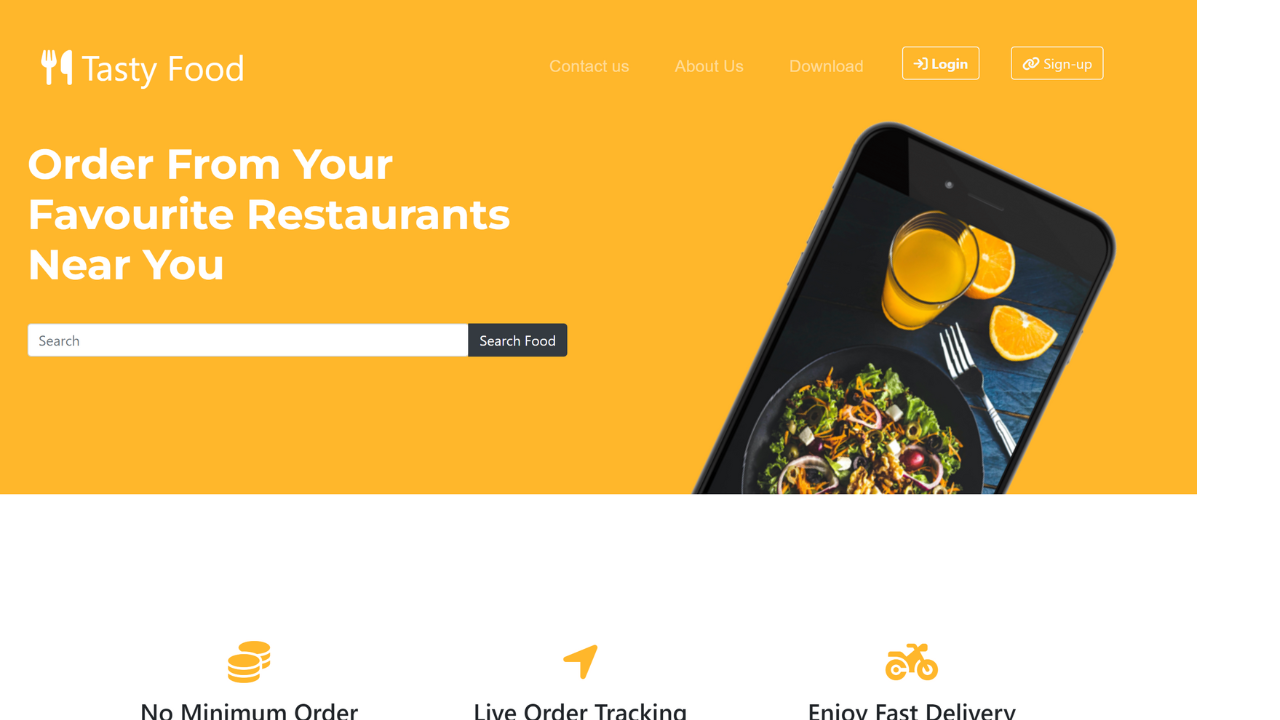 Tasty Food
Contact us
About Us
Download
Login
Sign-up
Order From Your
Favourite Restaurants
Near You
Search
Search Food
No Minimum Order
Live Order Tracking
Enjoy Fast Delivery